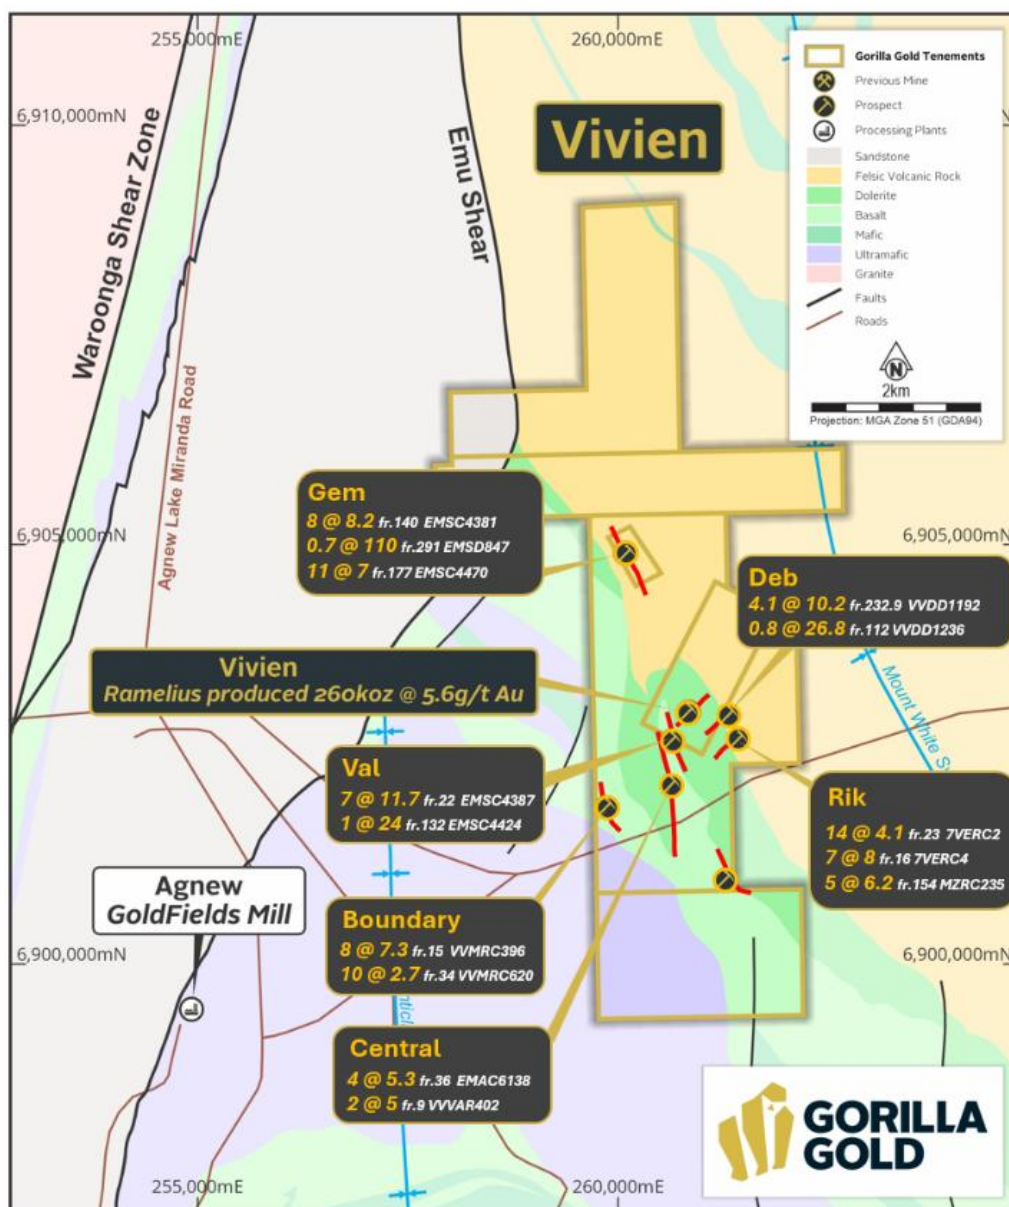 255,000mE
260,000mE
6,910,000mN
Waroonga Shear Zone
Emu Shear
Vivien
Gorilla Gold Tenements
Previous Mine
Prospect
Processing Plants
Sandstone
Felsic Volcanic Rock
Dolerite
Basalt
Mafic
Ultramafic
Granite
Faults
Roads
N
2km
Projection: MGA Zone 51 (GDA94)
Agnew Lake Miranda Road
Gem
8 @ 8.2 fr.140 EMSC4381
0.7 @ 110 fr.291 EMSD847
11 @ 7 fr.177 EMSC4470
6,905,000mN
6,905,000mN
Deb
4.1 @ 10.2 fr.232.9 VVDD1192
0.8 @ 26.8 fr.112 VVDD1236
Vivien
Ramelius produced 260koz @ 5.6g/t Au
Mount White Sy
Val
7 @ 11.7 fr.22 EMSC4387
1 @ 24 fr.132 EMSC4424
Rik
14 @ 4.1 fr.23 7VERC2
7 @ 8 fr.16 7VERC4
5 @ 6.2 fr.154 MZRC235
Agnew
GoldFields Mill
Boundary
8 @ 7.3 fr.15 VVMRC396
10 @ 2.7 fr.34 VVMRC620
6,900,000mN
6,900,000mN
Central
4 @ 5.3 fr.36 EMAC6138
2 @ 5 fr.9 VVVAR402
255,000mE
260,000mE
GORILLA
GOLD